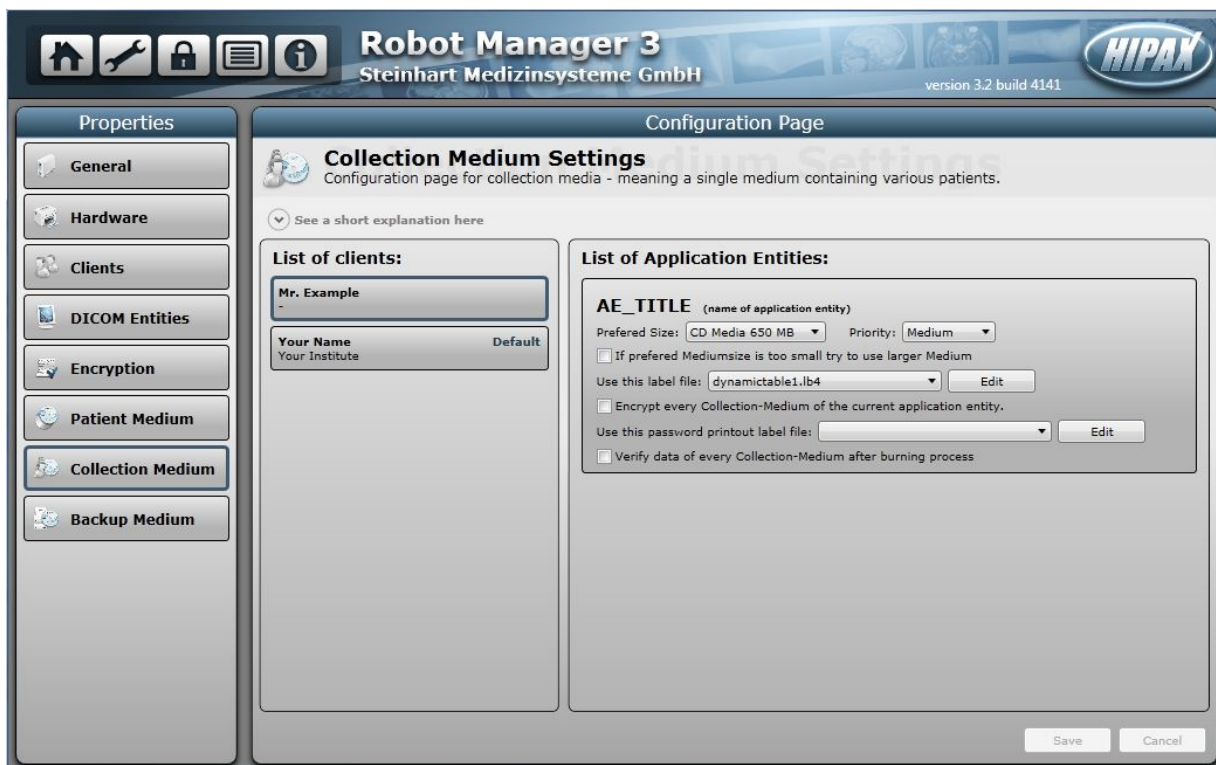 Robot Manager 3
Steinhart Medizinsysteme GmbH
version 3.2 build 4141
HIPAX
Properties
General
Hardware
Clients
DICOM Entities
Encryption
Patient Medium
Collection Medium
Backup Medium
Configuration Page
Collection Medium Settings
Configuration page for collection media - meaning a single medium containing various patients.
See a short explanation here
List of clients:
Mr. Example
-
Your Name Default
Your Institute
List of Application Entities:
AE_TITLE (name of application entity)
Prefered Size: CD Media 650 MB Priority: Medium
If prefered Mediumsize is too small try to use larger Medium
Use this label file: dynamictable1.lb4 Edit
Encrypt every Collection-Medium of the current application entity.
Use this password printout label file: Edit
Verify data of every Collection-Medium after burning process
Save Cancel